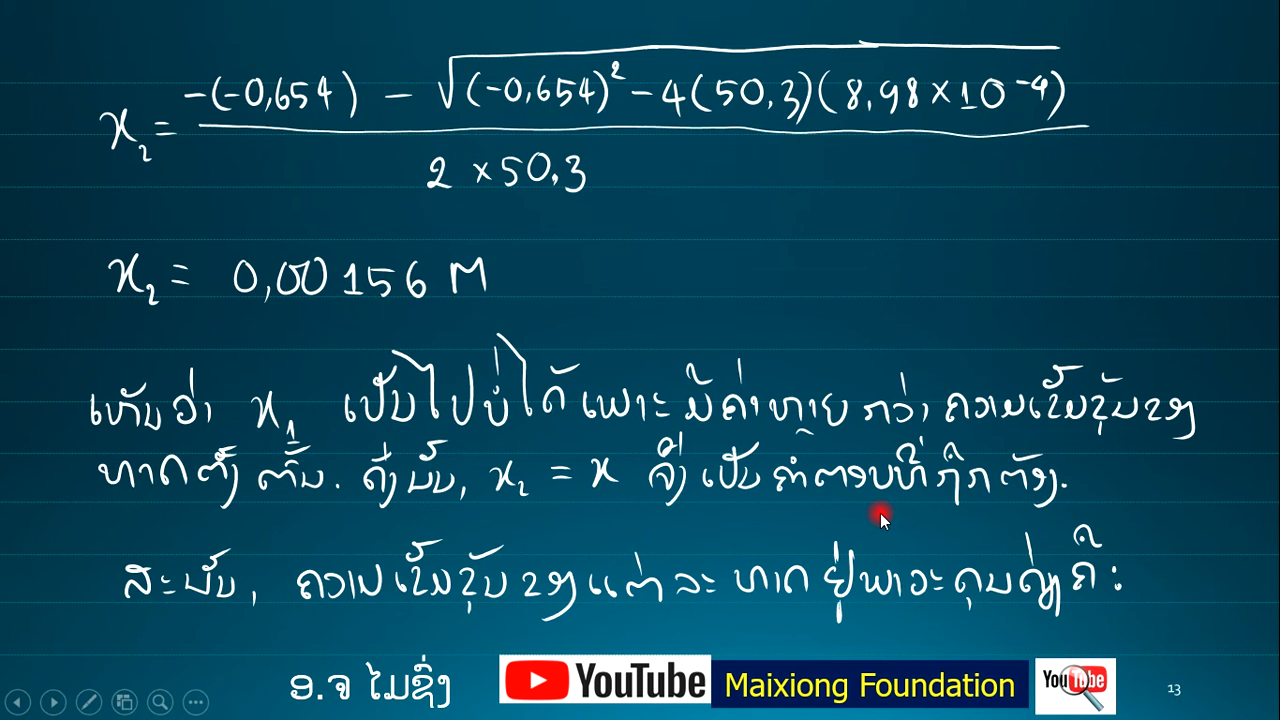 x₂ = (-(-0,654) - √((-0,654)² - 4(50,3)(8,98×10⁻⁴))) / (2 × 50,3)
x₂ = 0,00156 M
ເຫັນວ່າ x₁ ເປັນໄປບໍ່ໄດ້ ເພາະ ມີຄ່າຫຼາຍ ກວ່າ ຄວາມເຂັ້ມຂຸ້ນຂອງ
ທາດຕັ້ງ ຕົ້ນ. ດັ່ງນັ້ນ, x₂ = x ຈຶ່ງ ເປັນ ຄຳຕອບທີ່ ຖືກຕ້ອງ.
ສະນັ້ນ, ຄວາມເຂັ້ມຂຸ້ນຂອງແຕ່ ລະ ທາດ ຢູ່ພາວະດຸນດ່ຽງຄື:
ອ.ຈ ໄມຊົ່ງ YouTube Maixiong Foundation YouTube 13